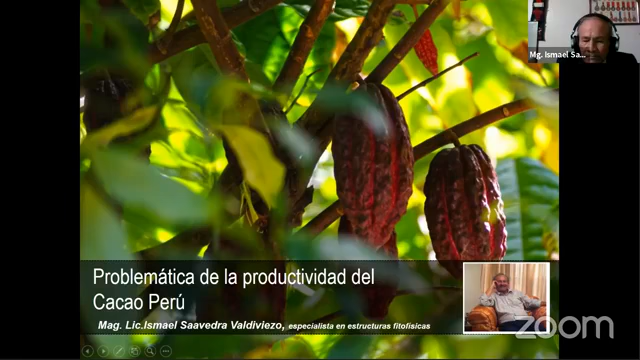 Mg. Ismael Sa...
Problemática de la productividad del
Cacao Perú
Mag. Lic.Ismael Saavedra Valdiviezo, especialista en estructuras fitofísicas
zoom